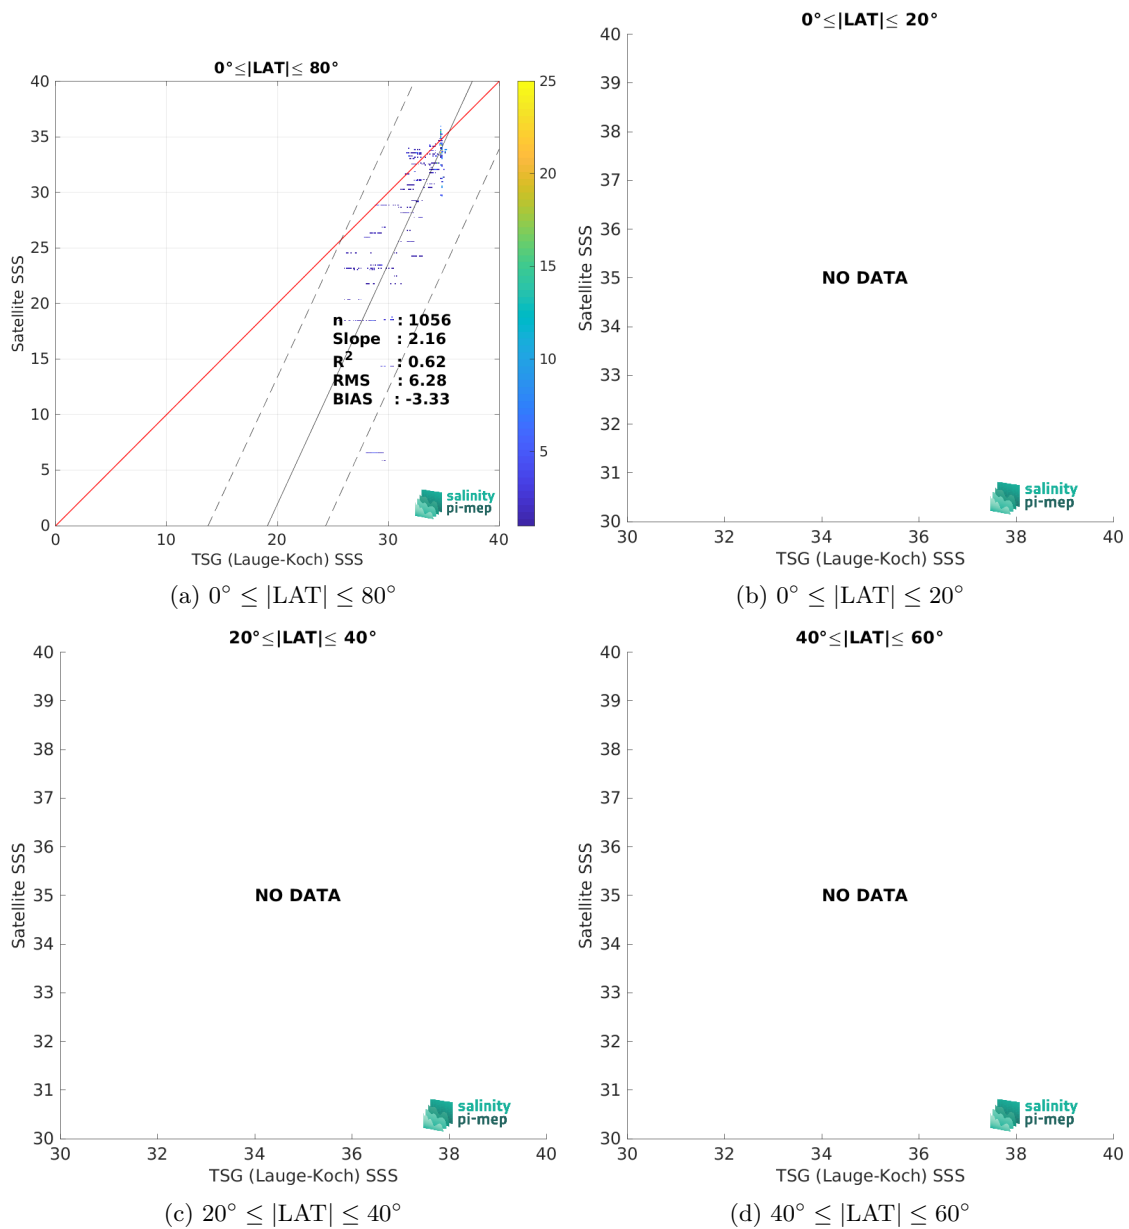 0°≤|LAT|≤ 80°
40
35
30
25
20
15
10
5
0
Satellite SSS
n : 1056
Slope : 2.16
R2 : 0.62
RMS : 6.28
BIAS : -3.33
salinity
pi-mep
0 10 20 30 40
TSG (Lauge-Koch) SSS
25
20
15
10
5
(a) 0° ≤ |LAT| ≤ 80°
0°≤|LAT|≤ 20°
40
39
38
37
36
35
34
33
32
31
30
Satellite SSS
NO DATA
salinity
pi-mep
30 32 34 36 38 40
TSG (Lauge-Koch) SSS
(b) 0° ≤ |LAT| ≤ 20°
20°≤|LAT|≤ 40°
40
39
38
37
36
35
34
33
32
31
30
Satellite SSS
NO DATA
salinity
pi-mep
30 32 34 36 38 40
TSG (Lauge-Koch) SSS
(c) 20° ≤ |LAT| ≤ 40°
40°≤|LAT|≤ 60°
40
39
38
37
36
35
34
33
32
31
30
Satellite SSS
NO DATA
salinity
pi-mep
30 32 34 36 38 40
TSG (Lauge-Koch) SSS
(d) 40° ≤ |LAT| ≤ 60°